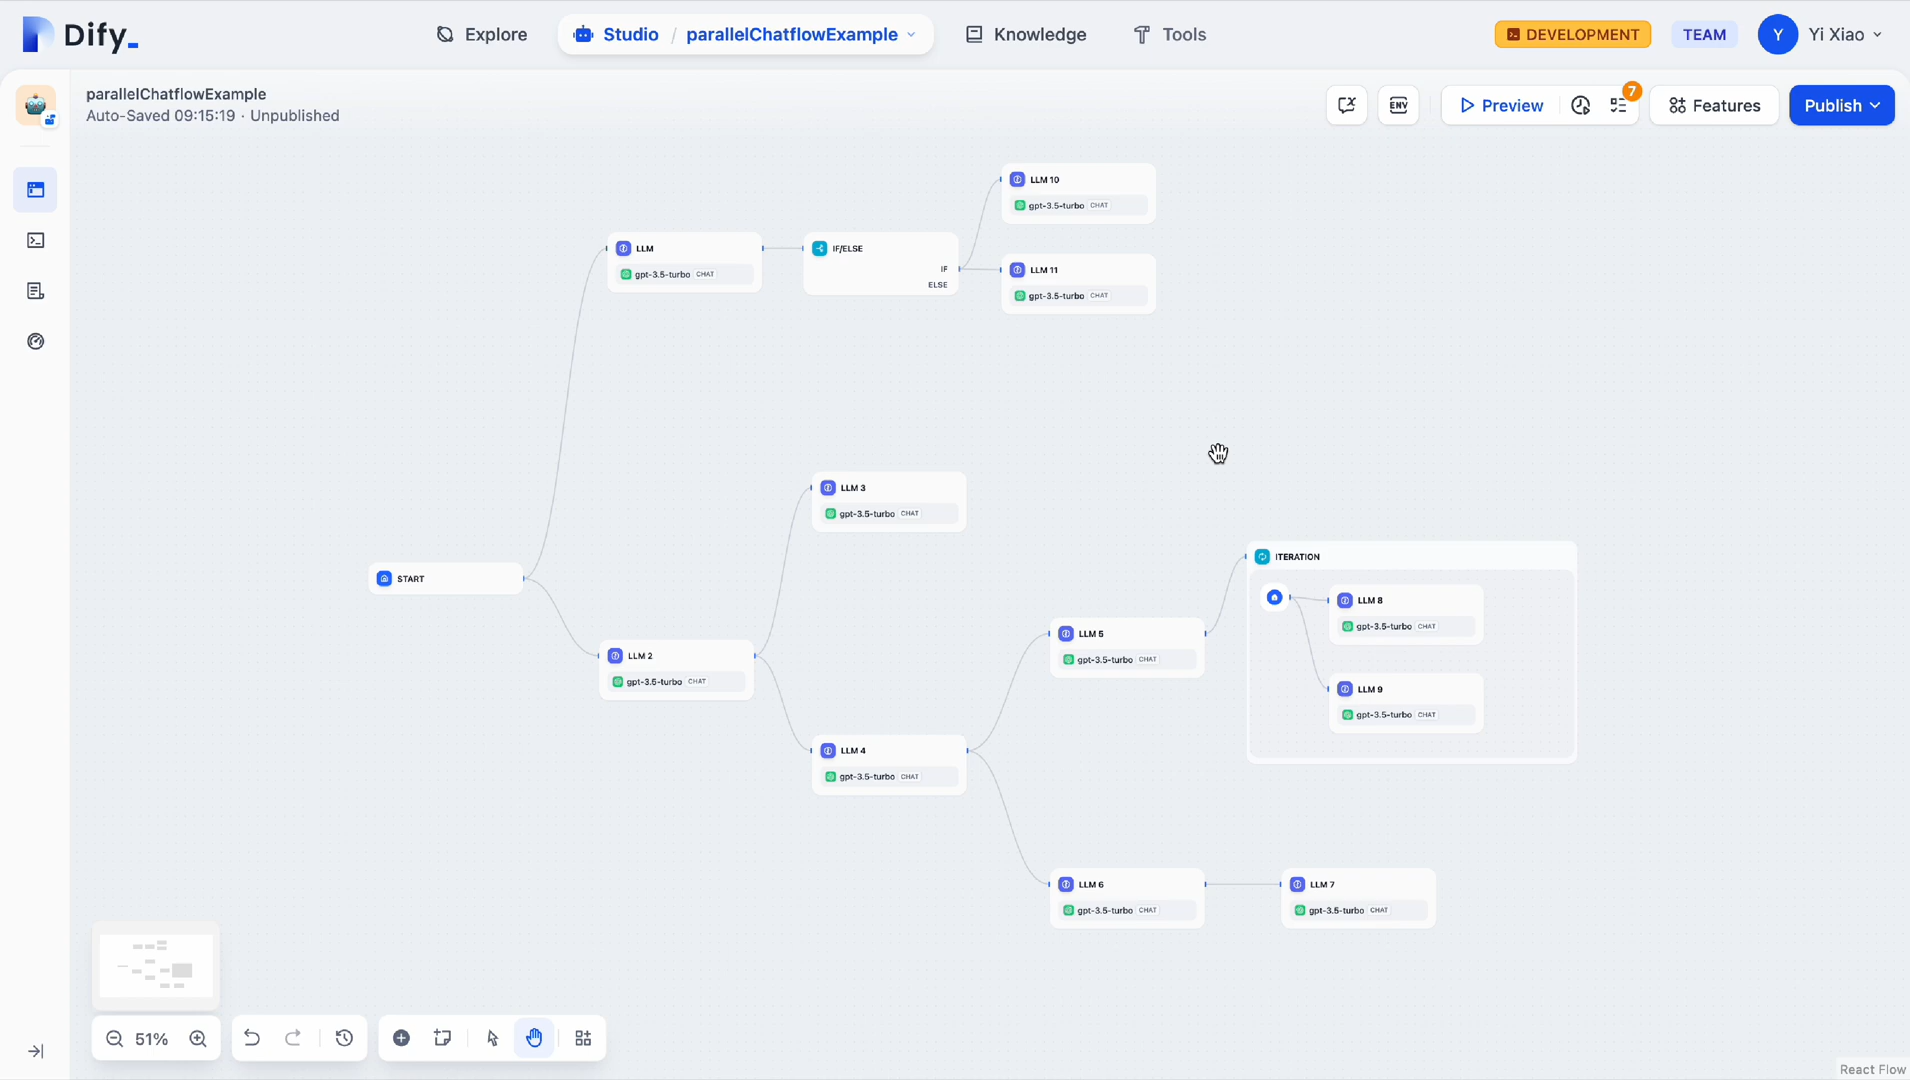 Dify_
Explore
Studio / parallelChatflowExample
Knowledge
Tools
DEVELOPMENT
TEAM
Y
Yi Xiao
parallelChatflowExample
Auto-Saved 09:15:19 · Unpublished
ENV
Preview
7
Features
Publish
LLM 10
gpt-3.5-turbo CHAT
LLM
gpt-3.5-turbo CHAT
IF/ELSE
IF
ELSE
LLM 11
gpt-3.5-turbo CHAT
LLM 3
gpt-3.5-turbo CHAT
START
ITERATION
LLM 8
gpt-3.5-turbo CHAT
LLM 5
gpt-3.5-turbo CHAT
LLM 2
gpt-3.5-turbo CHAT
LLM 9
gpt-3.5-turbo CHAT
LLM 4
gpt-3.5-turbo CHAT
LLM 6
gpt-3.5-turbo CHAT
LLM 7
gpt-3.5-turbo CHAT
51%
React Flow